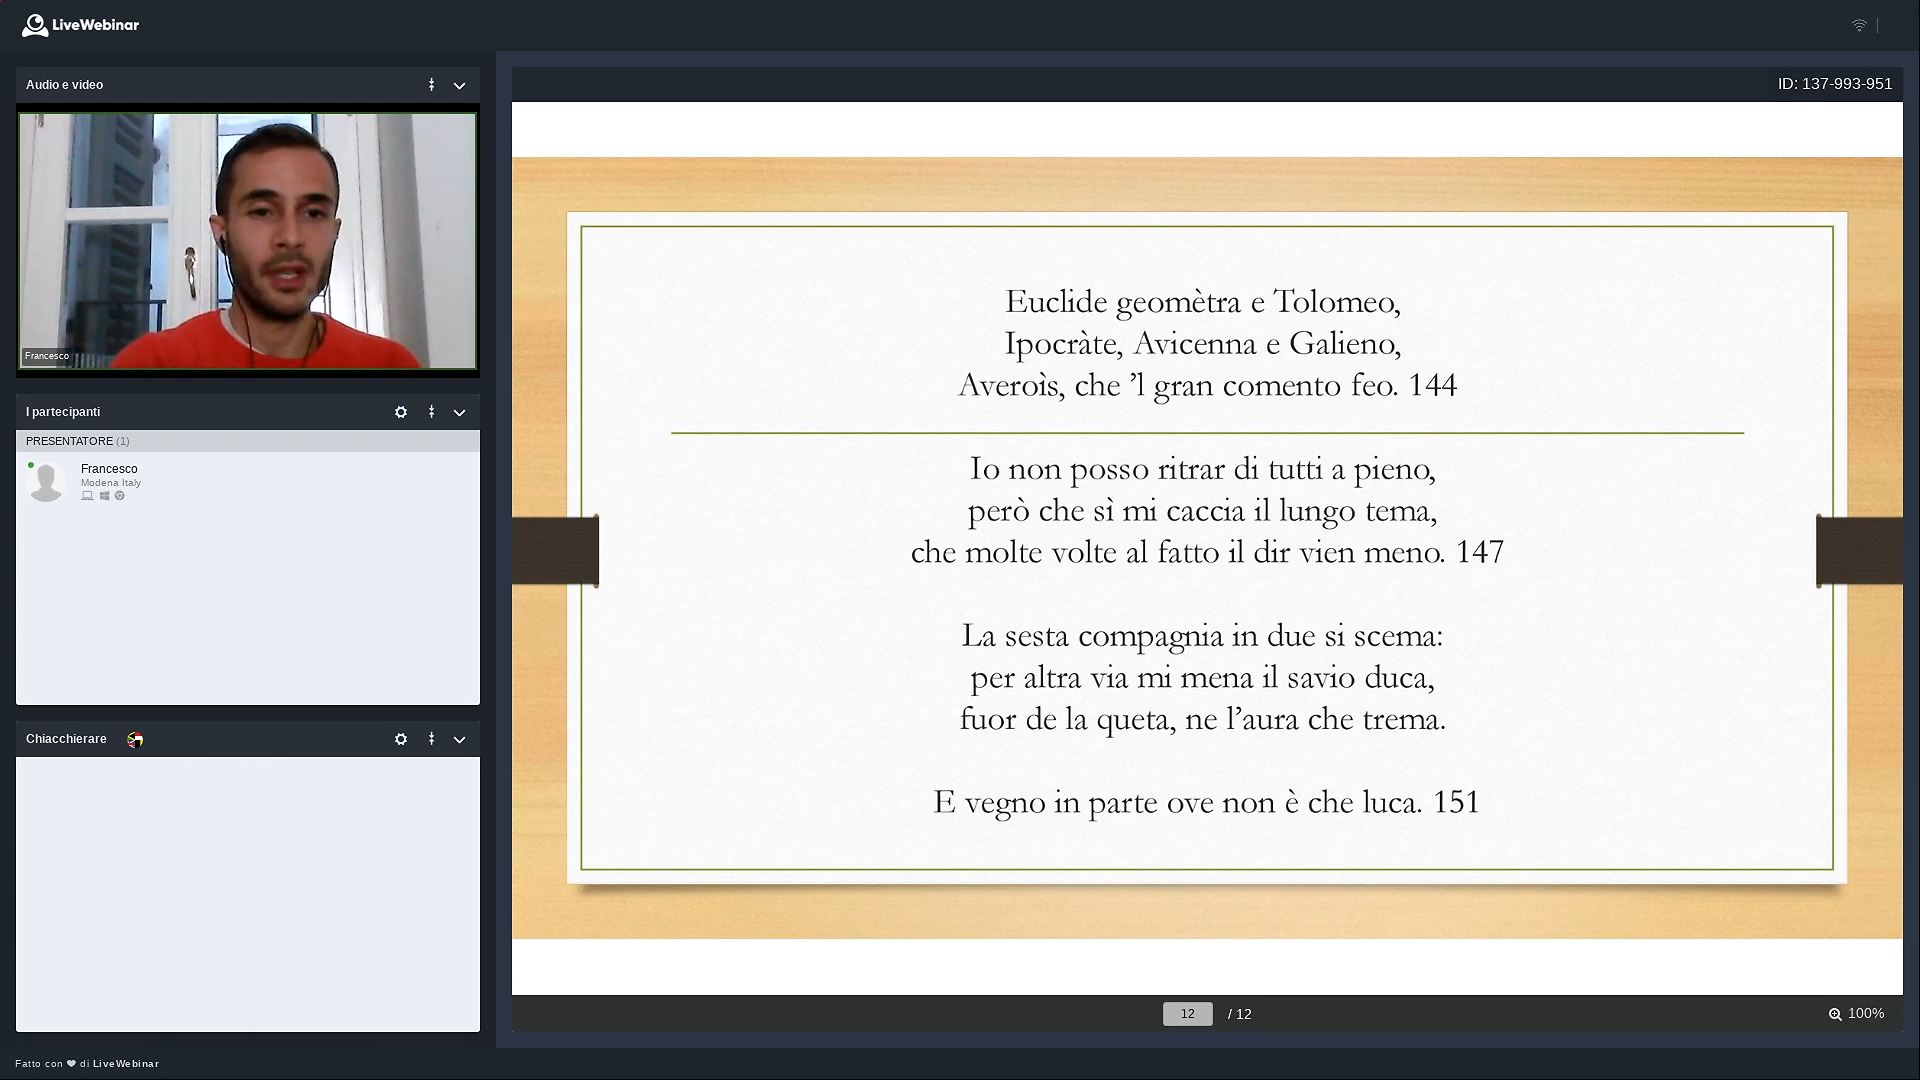 LiveWebinar
Audio e video
Francesco
I partecipanti
PRESENTATORE (1)
Francesco
Modena Italy
Chiacchierare
ID: 137-993-951
Euclide geomètra e Tolomeo,
Ipocràte, Avicenna e Galieno,
Averoìs, che ’l gran comento feo. 144
Io non posso ritrar di tutti a pieno,
però che sì mi caccia il lungo tema,
che molte volte al fatto il dir vien meno. 147
La sesta compagnia in due si scema:
per altra via mi mena il savio duca,
fuor de la queta, ne l’aura che trema.
E vegno in parte ove non è che luca. 151
12 / 12
100%
Fatto con ❤ di LiveWebinar